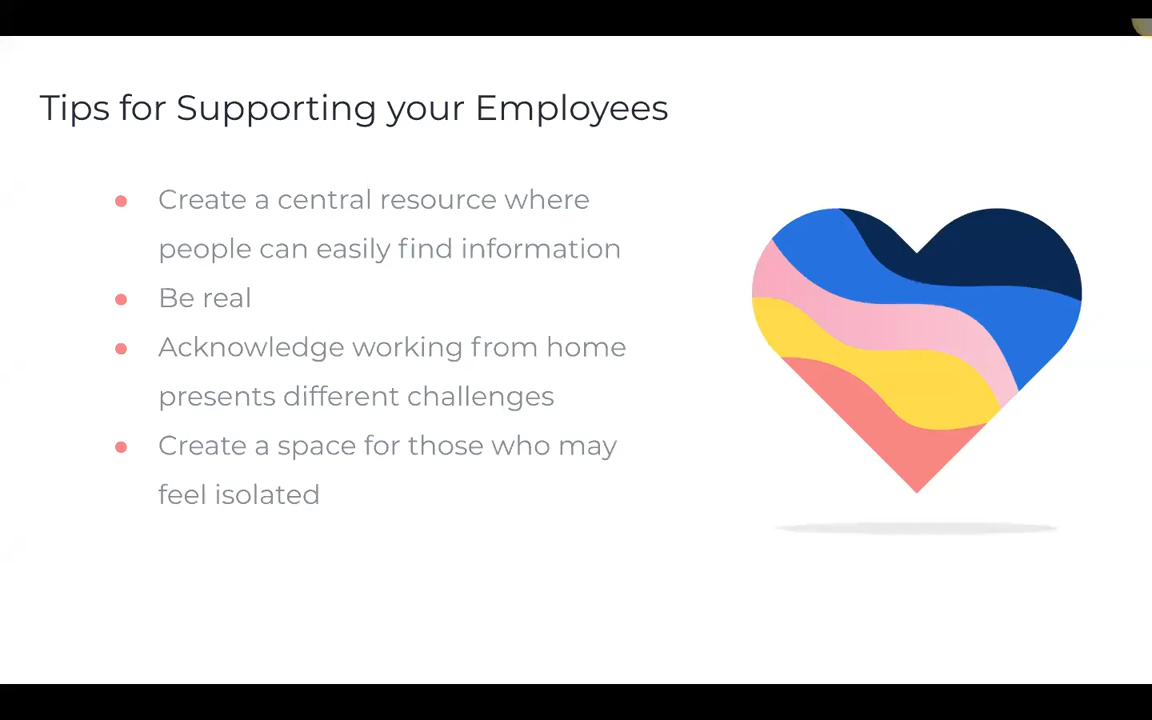 Tips for Supporting your Employees
Create a central resource where
people can easily find information
Be real
Acknowledge working from home
presents different challenges
Create a space for those who may
feel isolated